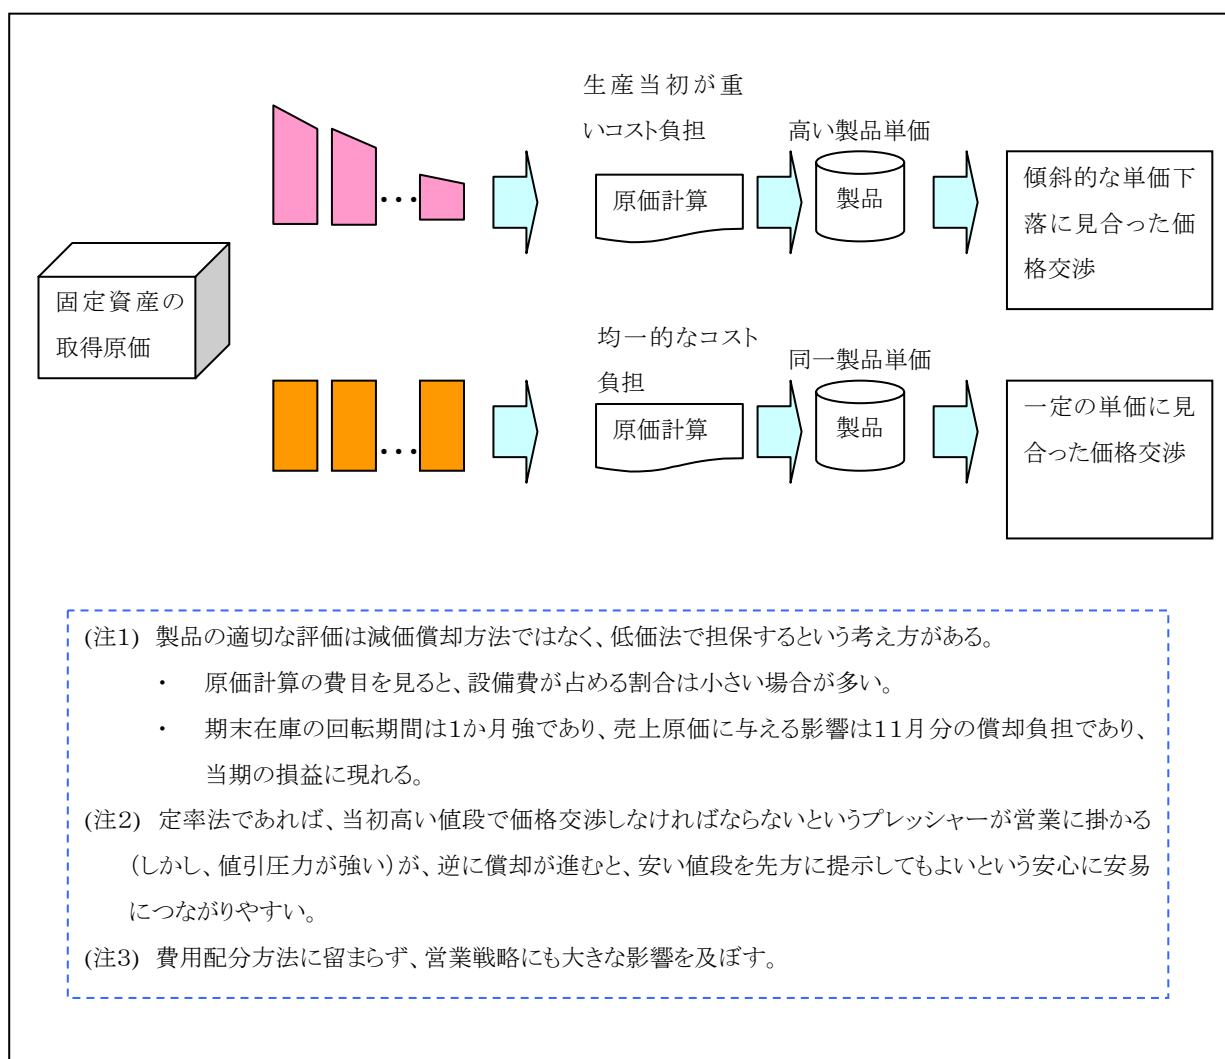 固定資産の
取得原価
生産当初が重
いコスト負担
原価計算
高い製品単価
製品
傾斜的な単価下
落に見合った価
格交渉
均一的なコスト
負担
原価計算
同一製品単価
製品
一定の単価に見
合った価格交渉
(注1) 製品の適切な評価は減価償却方法ではなく、低価法で担保するという考え方がある。
・ 原価計算の費目を見ると、設備費が占める割合は小さい場合が多い。
・ 期末在庫の回転期間は1か月強であり、売上原価に与える影響は11月分の償却負担であり、
当期の損益に現れる。
(注2) 定率法であれば、当初高い値段で価格交渉しなければならないというプレッシャーが営業に掛かる
(しかし、値引圧力が強い)が、逆に償却が進むと、安い値段を先方に提示してもよいという安心に安易
につながりやすい。
(注3) 費用配分方法に留まらず、営業戦略にも大きな影響を及ぼす。